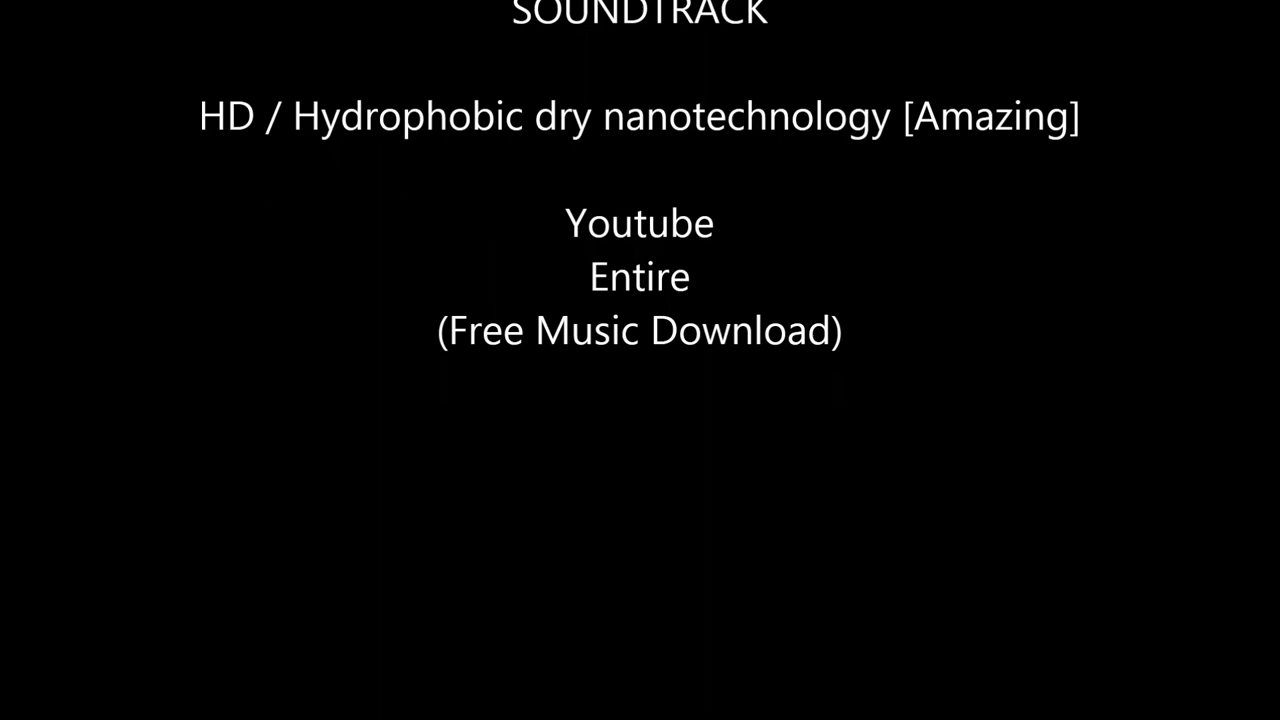 SOUNDTRACK
HD / Hydrophobic dry nanotechnology [Amazing]
Youtube
Entire
(Free Music Download)